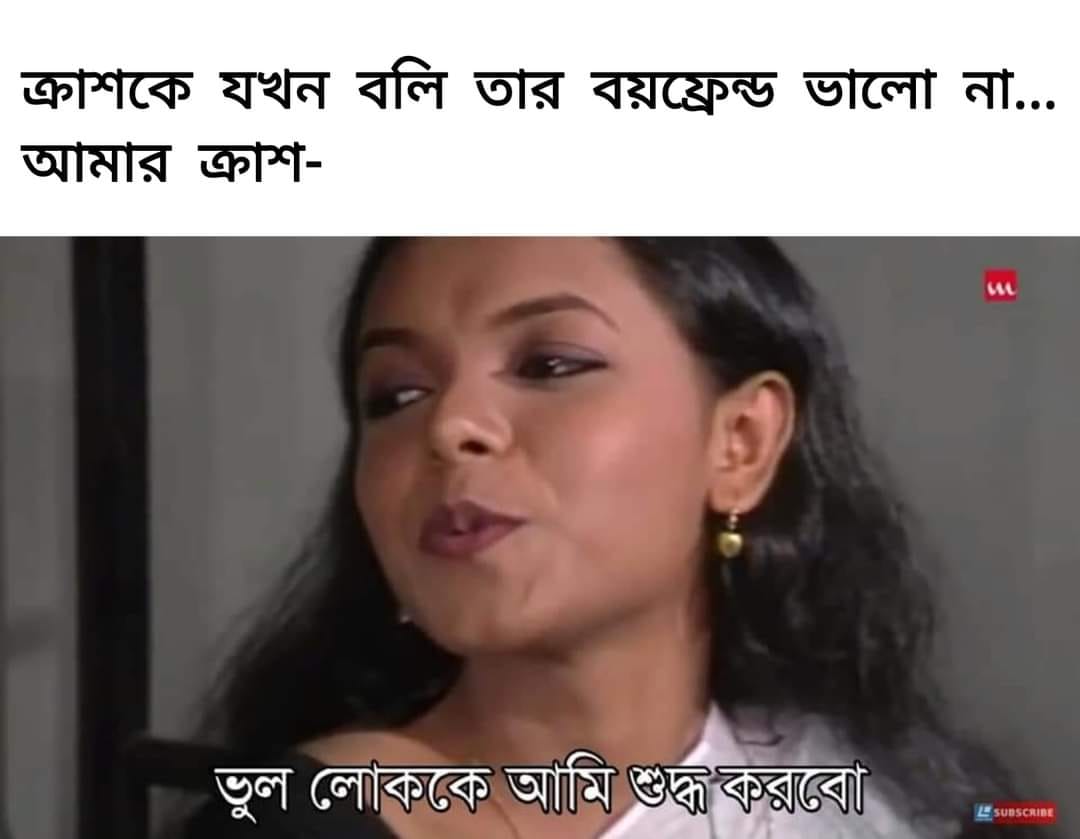 ক্রাশকে যখন বলি তার বয়ফ্রেন্ড ভালো না...
আমার ক্রাশ-
ভুল লোককে আমি শুদ্ধ করবো
SUBSCRIBE